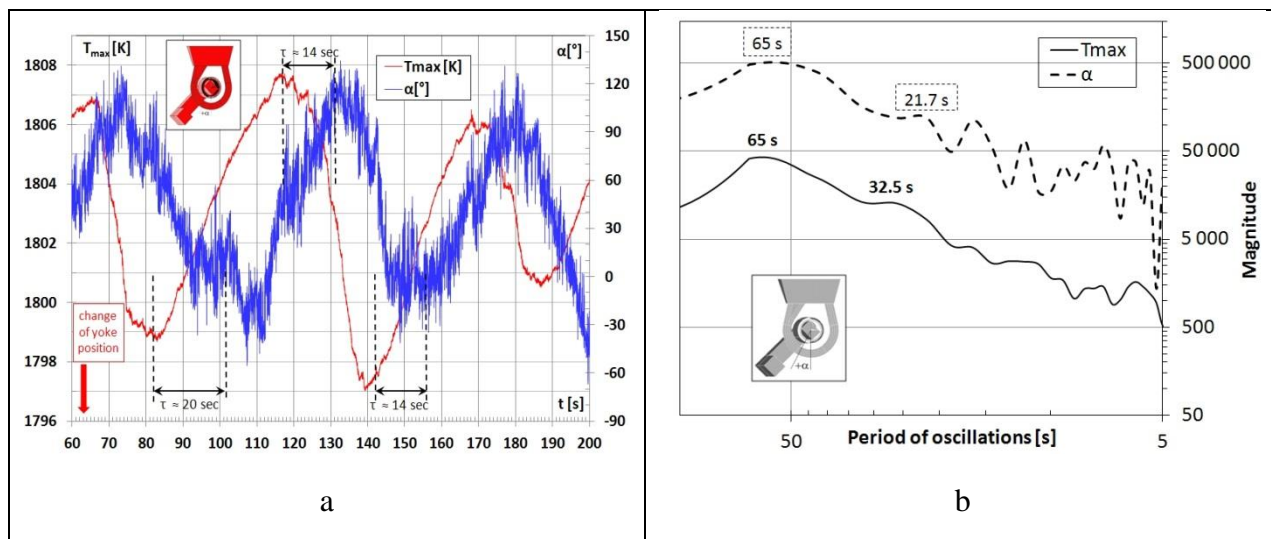 T_max [K]
α[°]
1808
1806
1804
1802
1800
1798
1796
150
120
90
60
30
0
-30
-60
-90
τ ≈ 14 sec
Tmax [K]
α[°]
+α
change
of yoke
position
τ ≈ 20 sec
τ ≈ 14 sec
t [s]
60 70 80 90 100 110 120 130 140 150 160 170 180 190 200
a
65 s
Tmax
α
21.7 s
65 s
32.5 s
500 000
50 000
5 000
500
50
Magnitude
+α
50
Period of oscillations [s]
5
b